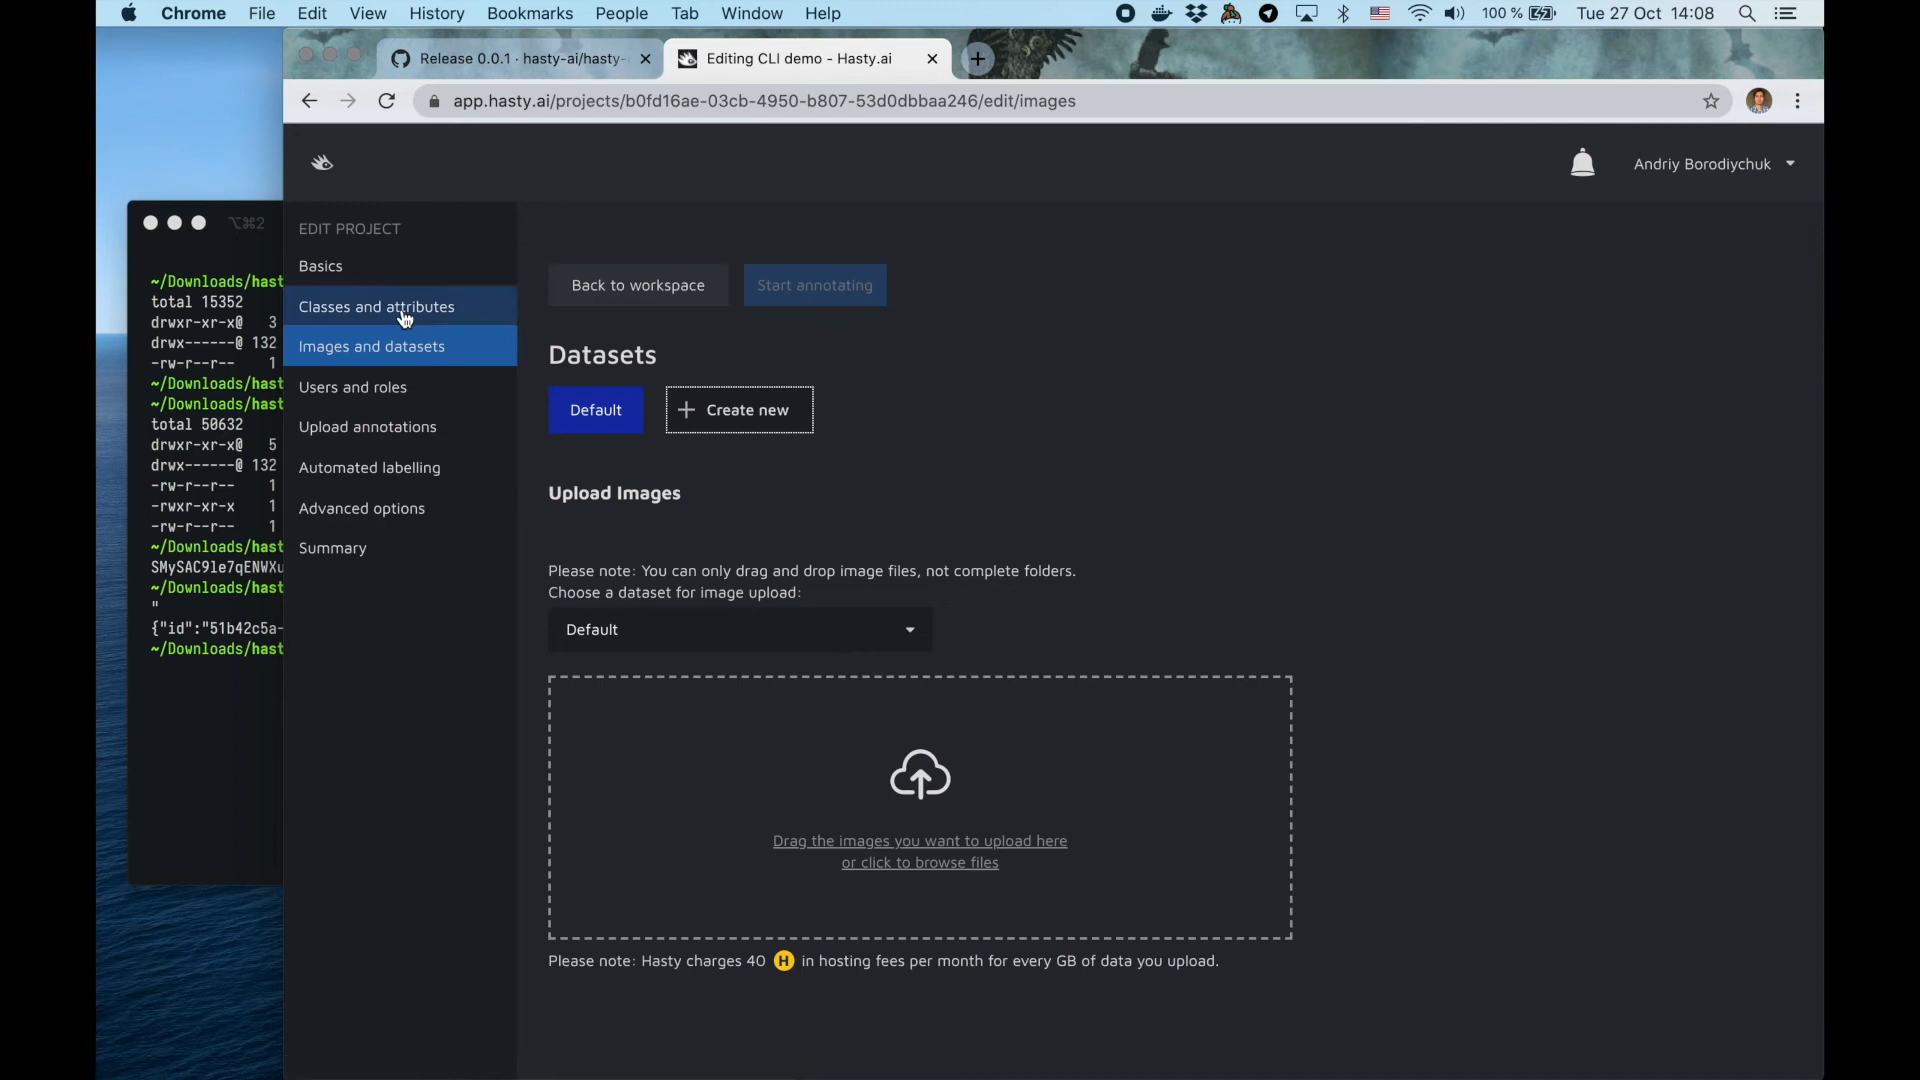 Chrome File Edit View History Bookmarks People Tab Window Help 100 % Tue 27 Oct 14:08
Release 0.0.1 · hasty-ai/hasty-
Editing CLI demo - Hasty.ai
app.hasty.ai/projects/b0fd16ae-03cb-4950-b807-53d0dbbaa246/edit/images
Andriy Borodiychuk
⌥⌘2
~/Downloads/hast
total 15352
drwxr-xr-x@ 3
drwx------@ 132
-rw-r--r-- 1
~/Downloads/hast
~/Downloads/hast
total 50632
drwxr-xr-x@ 5
drwx------@ 132
-rw-r--r-- 1
-rwxr-xr-x 1
-rw-r--r-- 1
~/Downloads/hast
~/Downloads/hast
"
{"id":"51b42c5a-
~/Downloads/hast
EDIT PROJECT
Basics
Classes and attributes
Images and datasets
Users and roles
Upload annotations
Automated labelling
Advanced options
Summary
Back to workspace
Start annotating
Datasets
Default
+ Create new
Upload Images
Please note: You can only drag and drop image files, not complete folders.
Choose a dataset for image upload:
Default
Drag the images you want to upload here
or click to browse files
Please note: Hasty charges 40 H in hosting fees per month for every GB of data you upload.